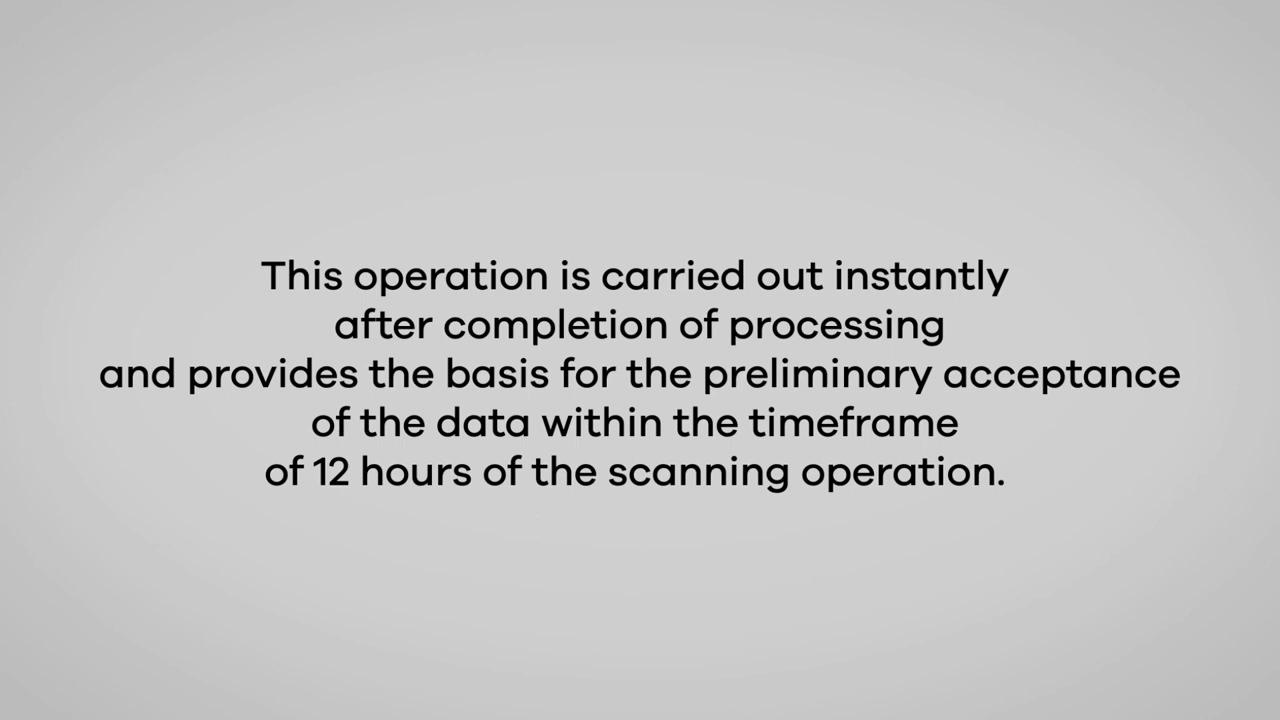 This operation is carried out instantly
after completion of processing
and provides the basis for the preliminary acceptance
of the data within the timeframe
of 12 hours of the scanning operation.